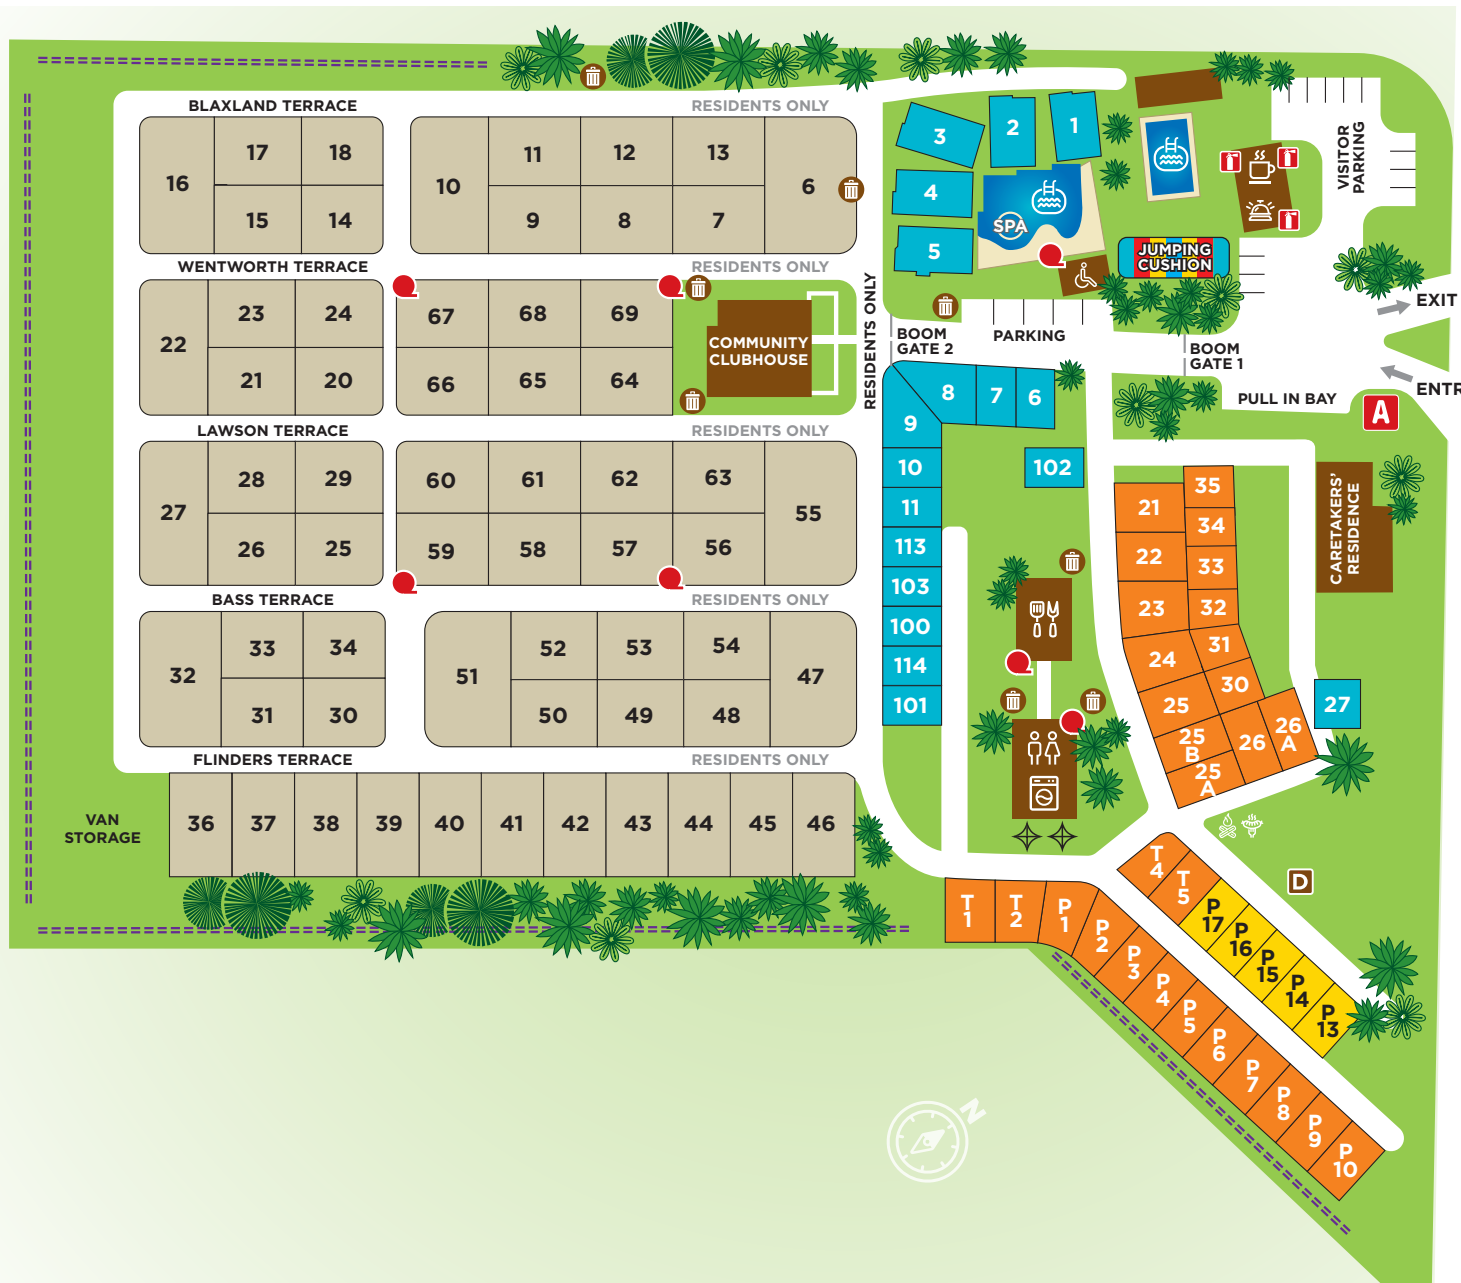 BLAXLAND TERRACE
RESIDENTS ONLY
16
17
18
15
14
10
11
12
13
9
8
7
6
WENTWORTH TERRACE
RESIDENTS ONLY
22
23
24
21
20
67
68
69
66
65
64
COMMUNITY
CLUBHOUSE
RESIDENTS ONLY
LAWSON TERRACE
RESIDENTS ONLY
27
28
29
26
25
60
61
62
63
59
58
57
56
55
BASS TERRACE
RESIDENTS ONLY
32
33
34
31
30
51
52
53
54
50
49
48
47
FLINDERS TERRACE
RESIDENTS ONLY
VAN
STORAGE
36
37
38
39
40
41
42
43
44
45
46
3
2
1
4
5
SPA
JUMPING
CUSHION
VISITOR
PARKING
EXIT
BOOM
GATE 2
PARKING
BOOM
GATE 1
PULL IN BAY
A
8
7
6
9
10
11
113
103
100
114
101
102
CARETAKERS'
RESIDENCE
21
22
23
24
25
25
B
25
A
35
34
33
32
31
30
26
26
A
27
D
T
1
T
2
P
1
P
2
P
3
P
4
P
5
P
6
P
7
P
8
P
9
P
10
T
4
T
5
P
17
P
16
P
15
P
14
P
13
N